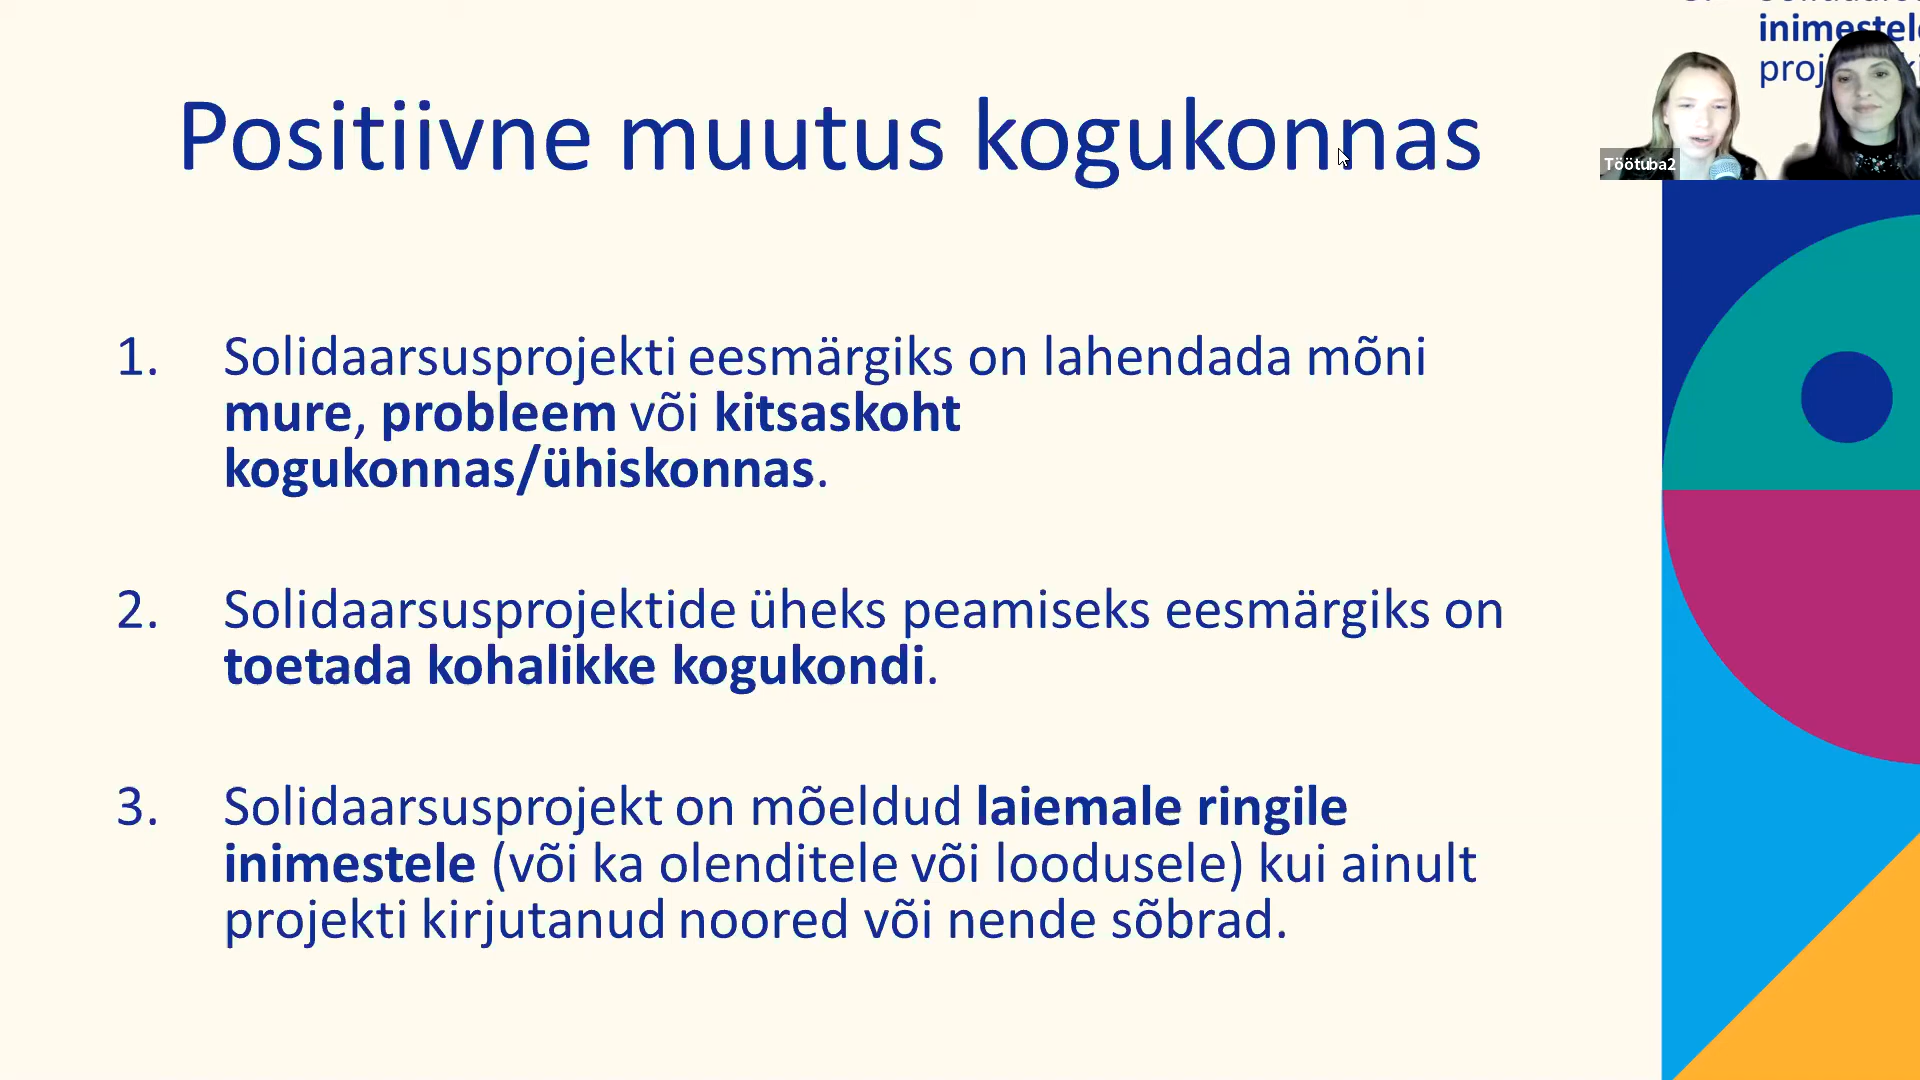 Positiivne muutus kogukonnas
1. Solidaarsusprojekti eesmärgiks on lahendada mõni
mure, probleem või kitsaskoht
kogukonnas/ühiskonnas.
2. Solidaarsusprojektide üheks peamiseks eesmärgiks on
toetada kohalikke kogukondi.
3. Solidaarsusprojekt on mõeldud laiemale ringile
inimestele (või ka olenditele või loodusele) kui ainult
projekti kirjutanud noored või nende sõbrad.
Töötuba2